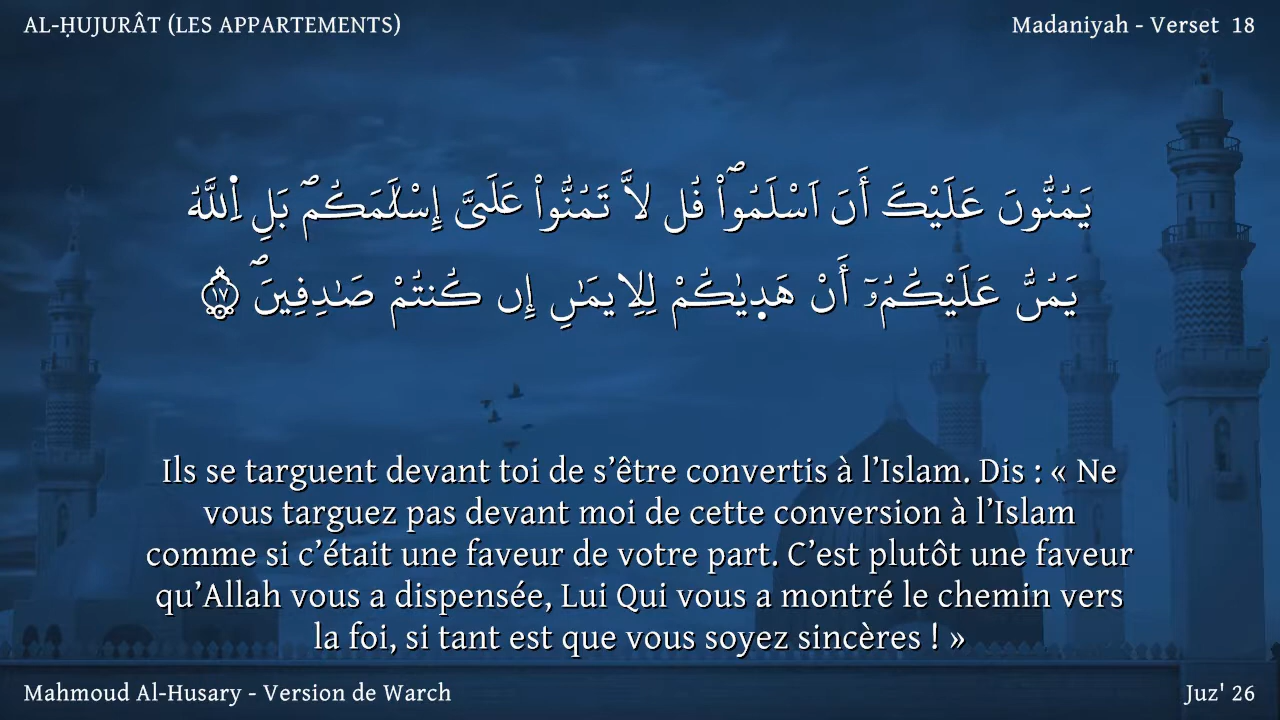 AL-ḤUJURÂT (LES APPARTEMENTS)
Madaniyah - Verset 18
يَمُنُّونَ عَلَيْكَ أَنَ اَسْلَمُواْۖ قُل لَّا تَمُنُّواْ عَلَيَّ إِسْلَٰمَكُمۖ بَلِ اِ۬للَّهُ
يَمُنُّ عَلَيْكُمُۥٓ أَنْ هَد۪يٰكُمْ لِلِايمَٰنِ إِن كُنتُمْ صَٰدِقِينَۖ ١٧
Ils se targuent devant toi de s’être convertis à l’Islam. Dis : « Ne
vous targuez pas devant moi de cette conversion à l’Islam
comme si c’était une faveur de votre part. C’est plutôt une faveur
qu’Allah vous a dispensée, Lui Qui vous a montré le chemin vers
la foi, si tant est que vous soyez sincères ! »
Mahmoud Al-Husary - Version de Warch
Juz' 26